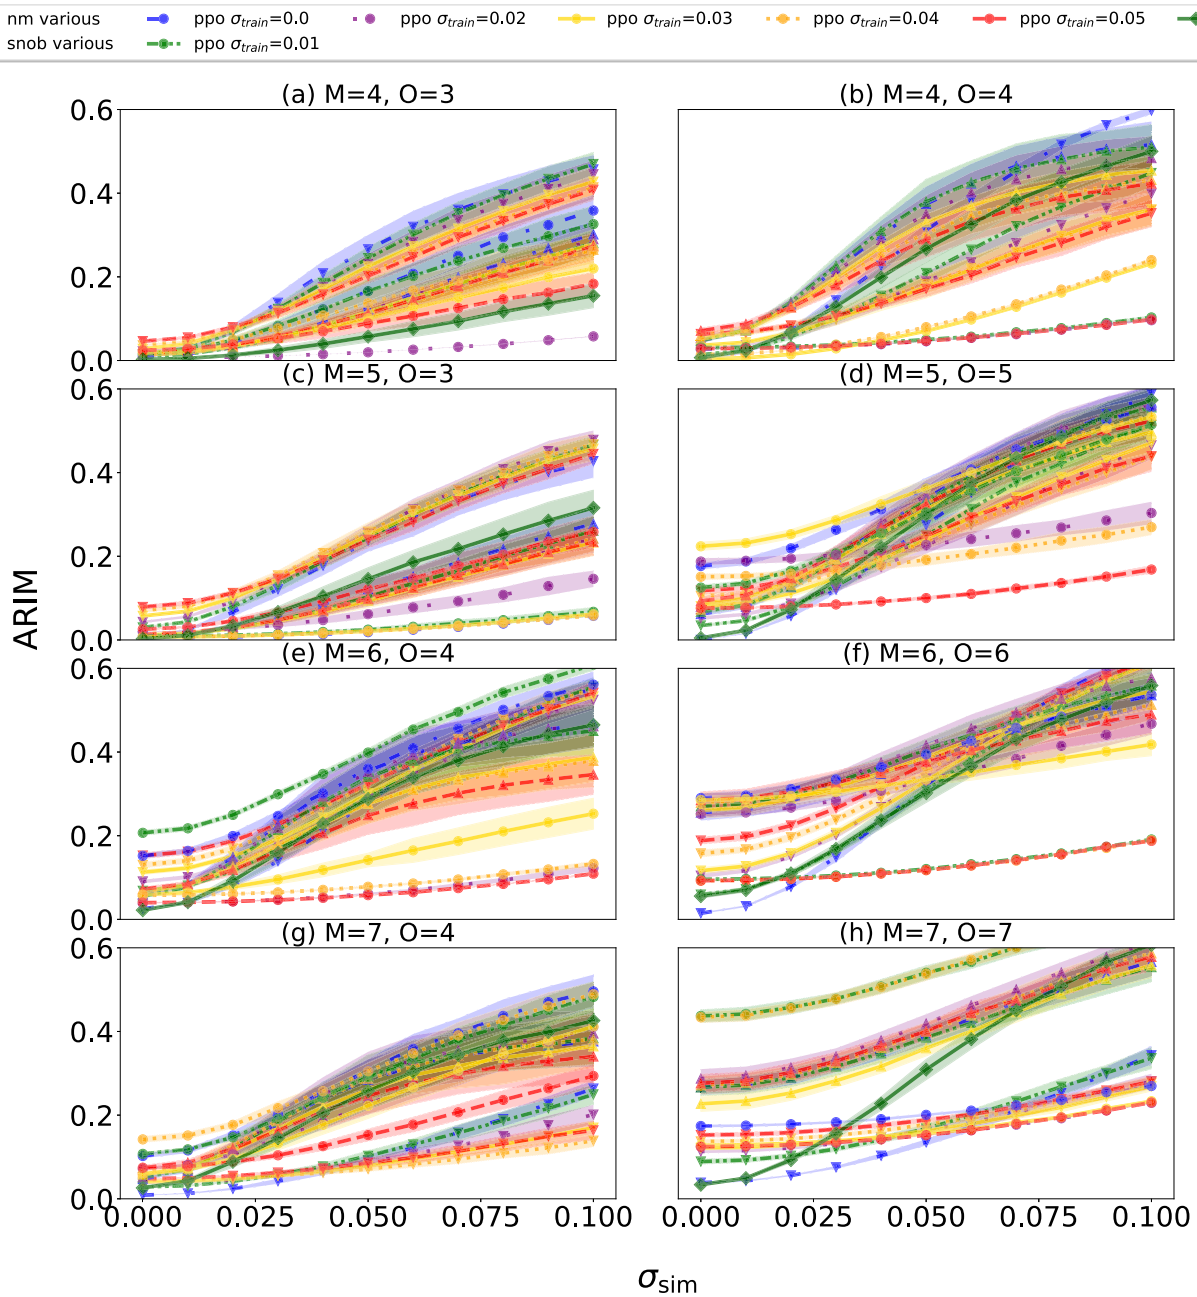 nm various ppo σtrain=0.0 ppo σtrain=0.02 ppo σtrain=0.03 ppo σtrain=0.04 ppo σtrain=0.05
snob various ppo σtrain=0.01
(a) M=4, O=3 (b) M=4, O=4
0.6
0.4
0.2
0.0
(c) M=5, O=3 (d) M=5, O=5
0.6
0.4
0.2
0.0
ARIM
(e) M=6, O=4 (f) M=6, O=6
0.6
0.4
0.2
0.0
(g) M=7, O=4 (h) M=7, O=7
0.6
0.4
0.2
0.0
0.000 0.025 0.050 0.075 0.100 0.000 0.025 0.050 0.075 0.100
σsim